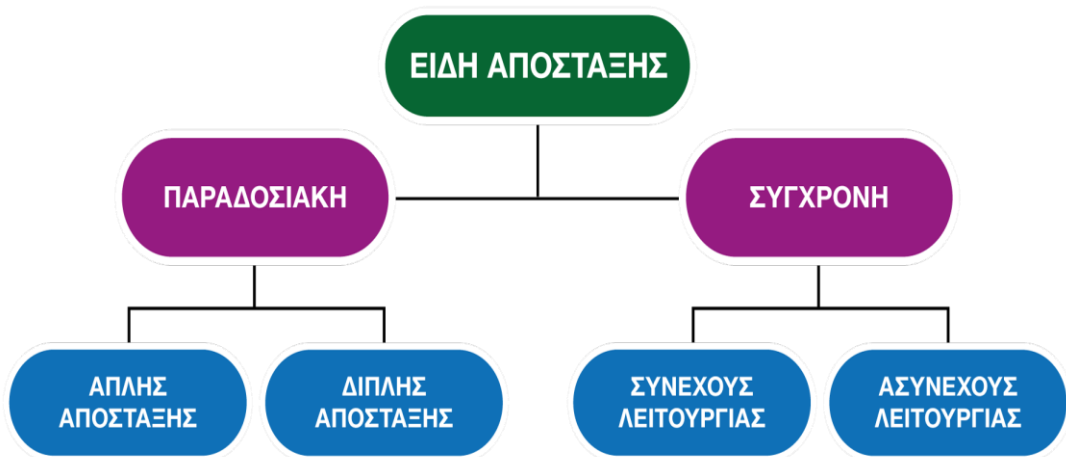 ΕΙΔΗ ΑΠΟΣΤΑΞΗΣ
ΠΑΡΑΔΟΣΙΑΚΗ
ΣΥΓΧΡΟΝΗ
ΑΠΛΗΣ
ΑΠΟΣΤΑΞΗΣ
ΔΙΠΛΗΣ
ΑΠΟΣΤΑΞΗΣ
ΣΥΝΕΧΟΥΣ
ΛΕΙΤΟΥΡΓΙΑΣ
ΑΣΥΝΕΧΟΥΣ
ΛΕΙΤΟΥΡΓΙΑΣ